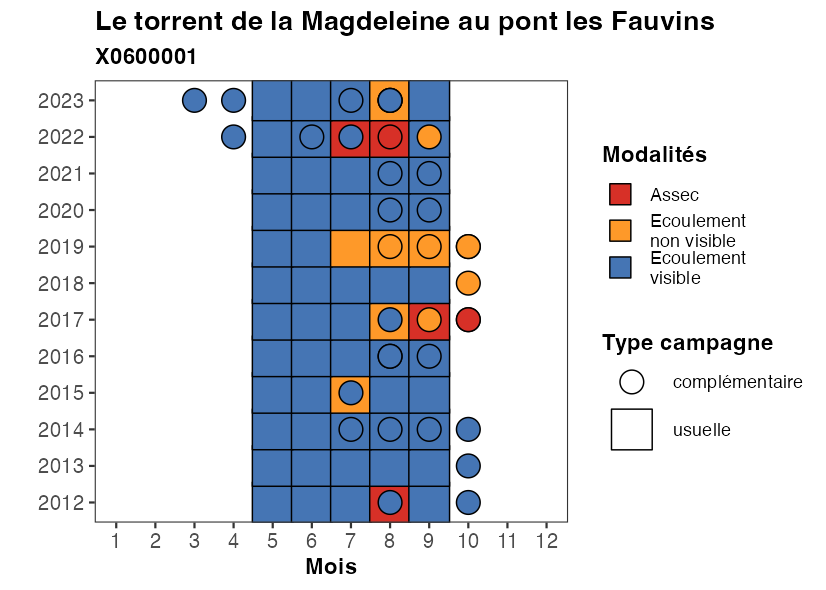 Le torrent de la Magdeleine au pont les Fauvins
X0600001
2023
2022
2021
2020
2019
2018
2017
2016
2015
2014
2013
2012
1 2 3 4 5 6 7 8 9 10 11 12
Mois
Modalités
Assec
Ecoulement
non visible
Ecoulement
visible
Type campagne
complémentaire
usuelle